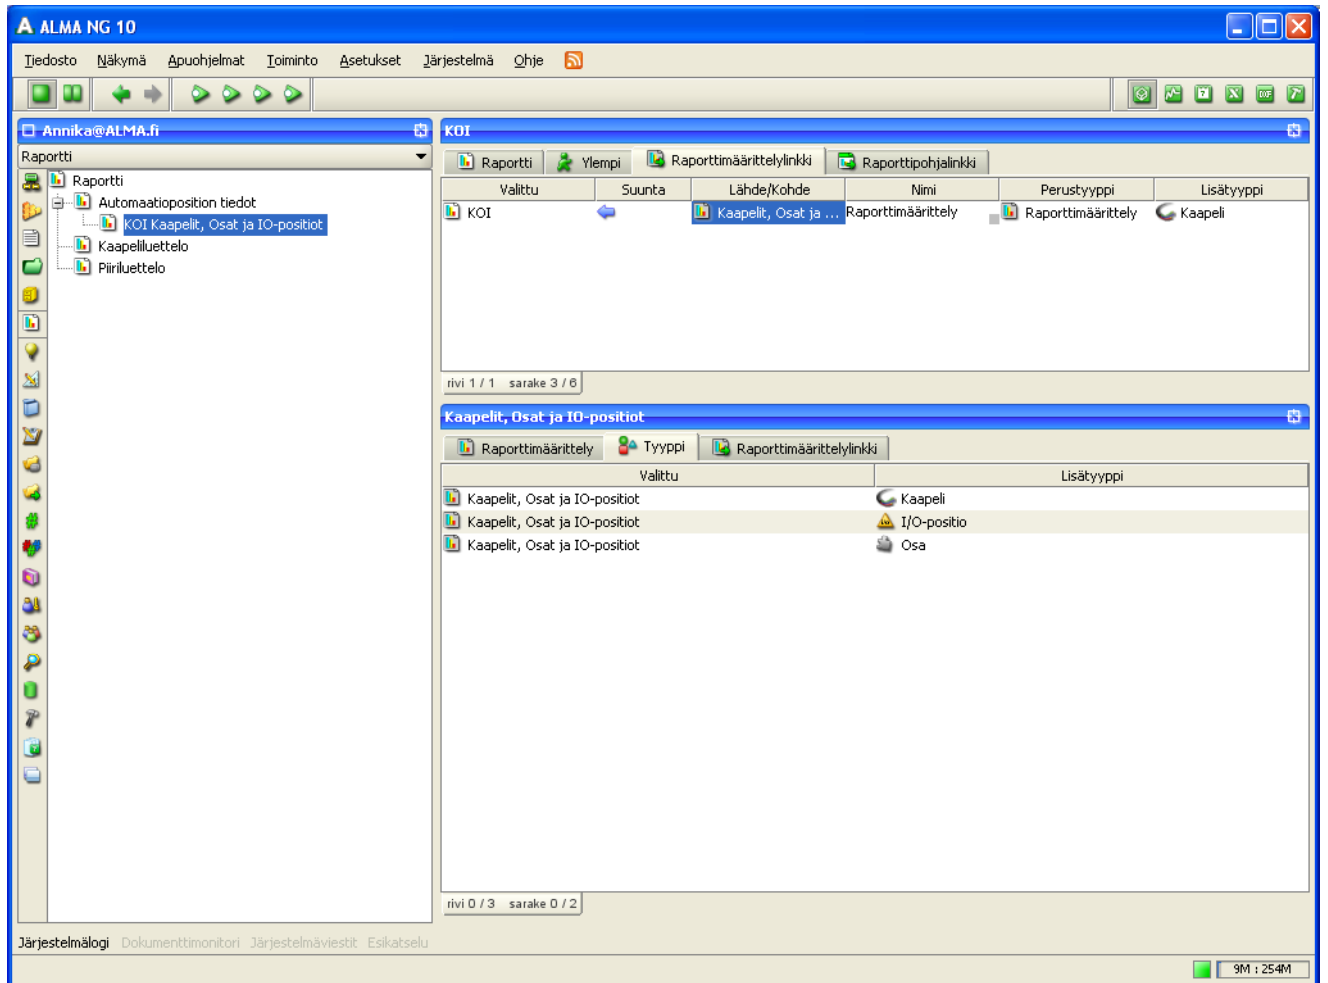 ALMA NG 10
Tiedosto Näkymä Apuohjelmat Toiminto Asetukset Järjestelmä Ohje
Annika@ALMA.fi
Raportti
Raportti
Automaatioposition tiedot
KOI Kaapelit, Osat ja IO-positiot
Kaapeliluettelo
Piiriluettelo
KOI
Raportti Ylempi Raporttimäärittelylinkki Raporttipohjalinkki
Valittu Suunta Lähde/Kohde Nimi Perustyyppi Lisätyyppi
KOI Kaapelit, Osat ja ... Raporttimäärittely Raporttimäärittely Kaapeli
rivi 1 / 1 sarake 3 / 6
Kaapelit, Osat ja IO-positiot
Raporttimäärittely Tyyppi Raporttimäärittelylinkki
Valittu Lisätyyppi
Kaapelit, Osat ja IO-positiot Kaapeli
Kaapelit, Osat ja IO-positiot I/O-positio
Kaapelit, Osat ja IO-positiot Osa
rivi 0 / 3 sarake 0 / 2
Järjestelmälogi Dokumenttimonitori Järjestelmäviestit Esikatselu
9M : 254M